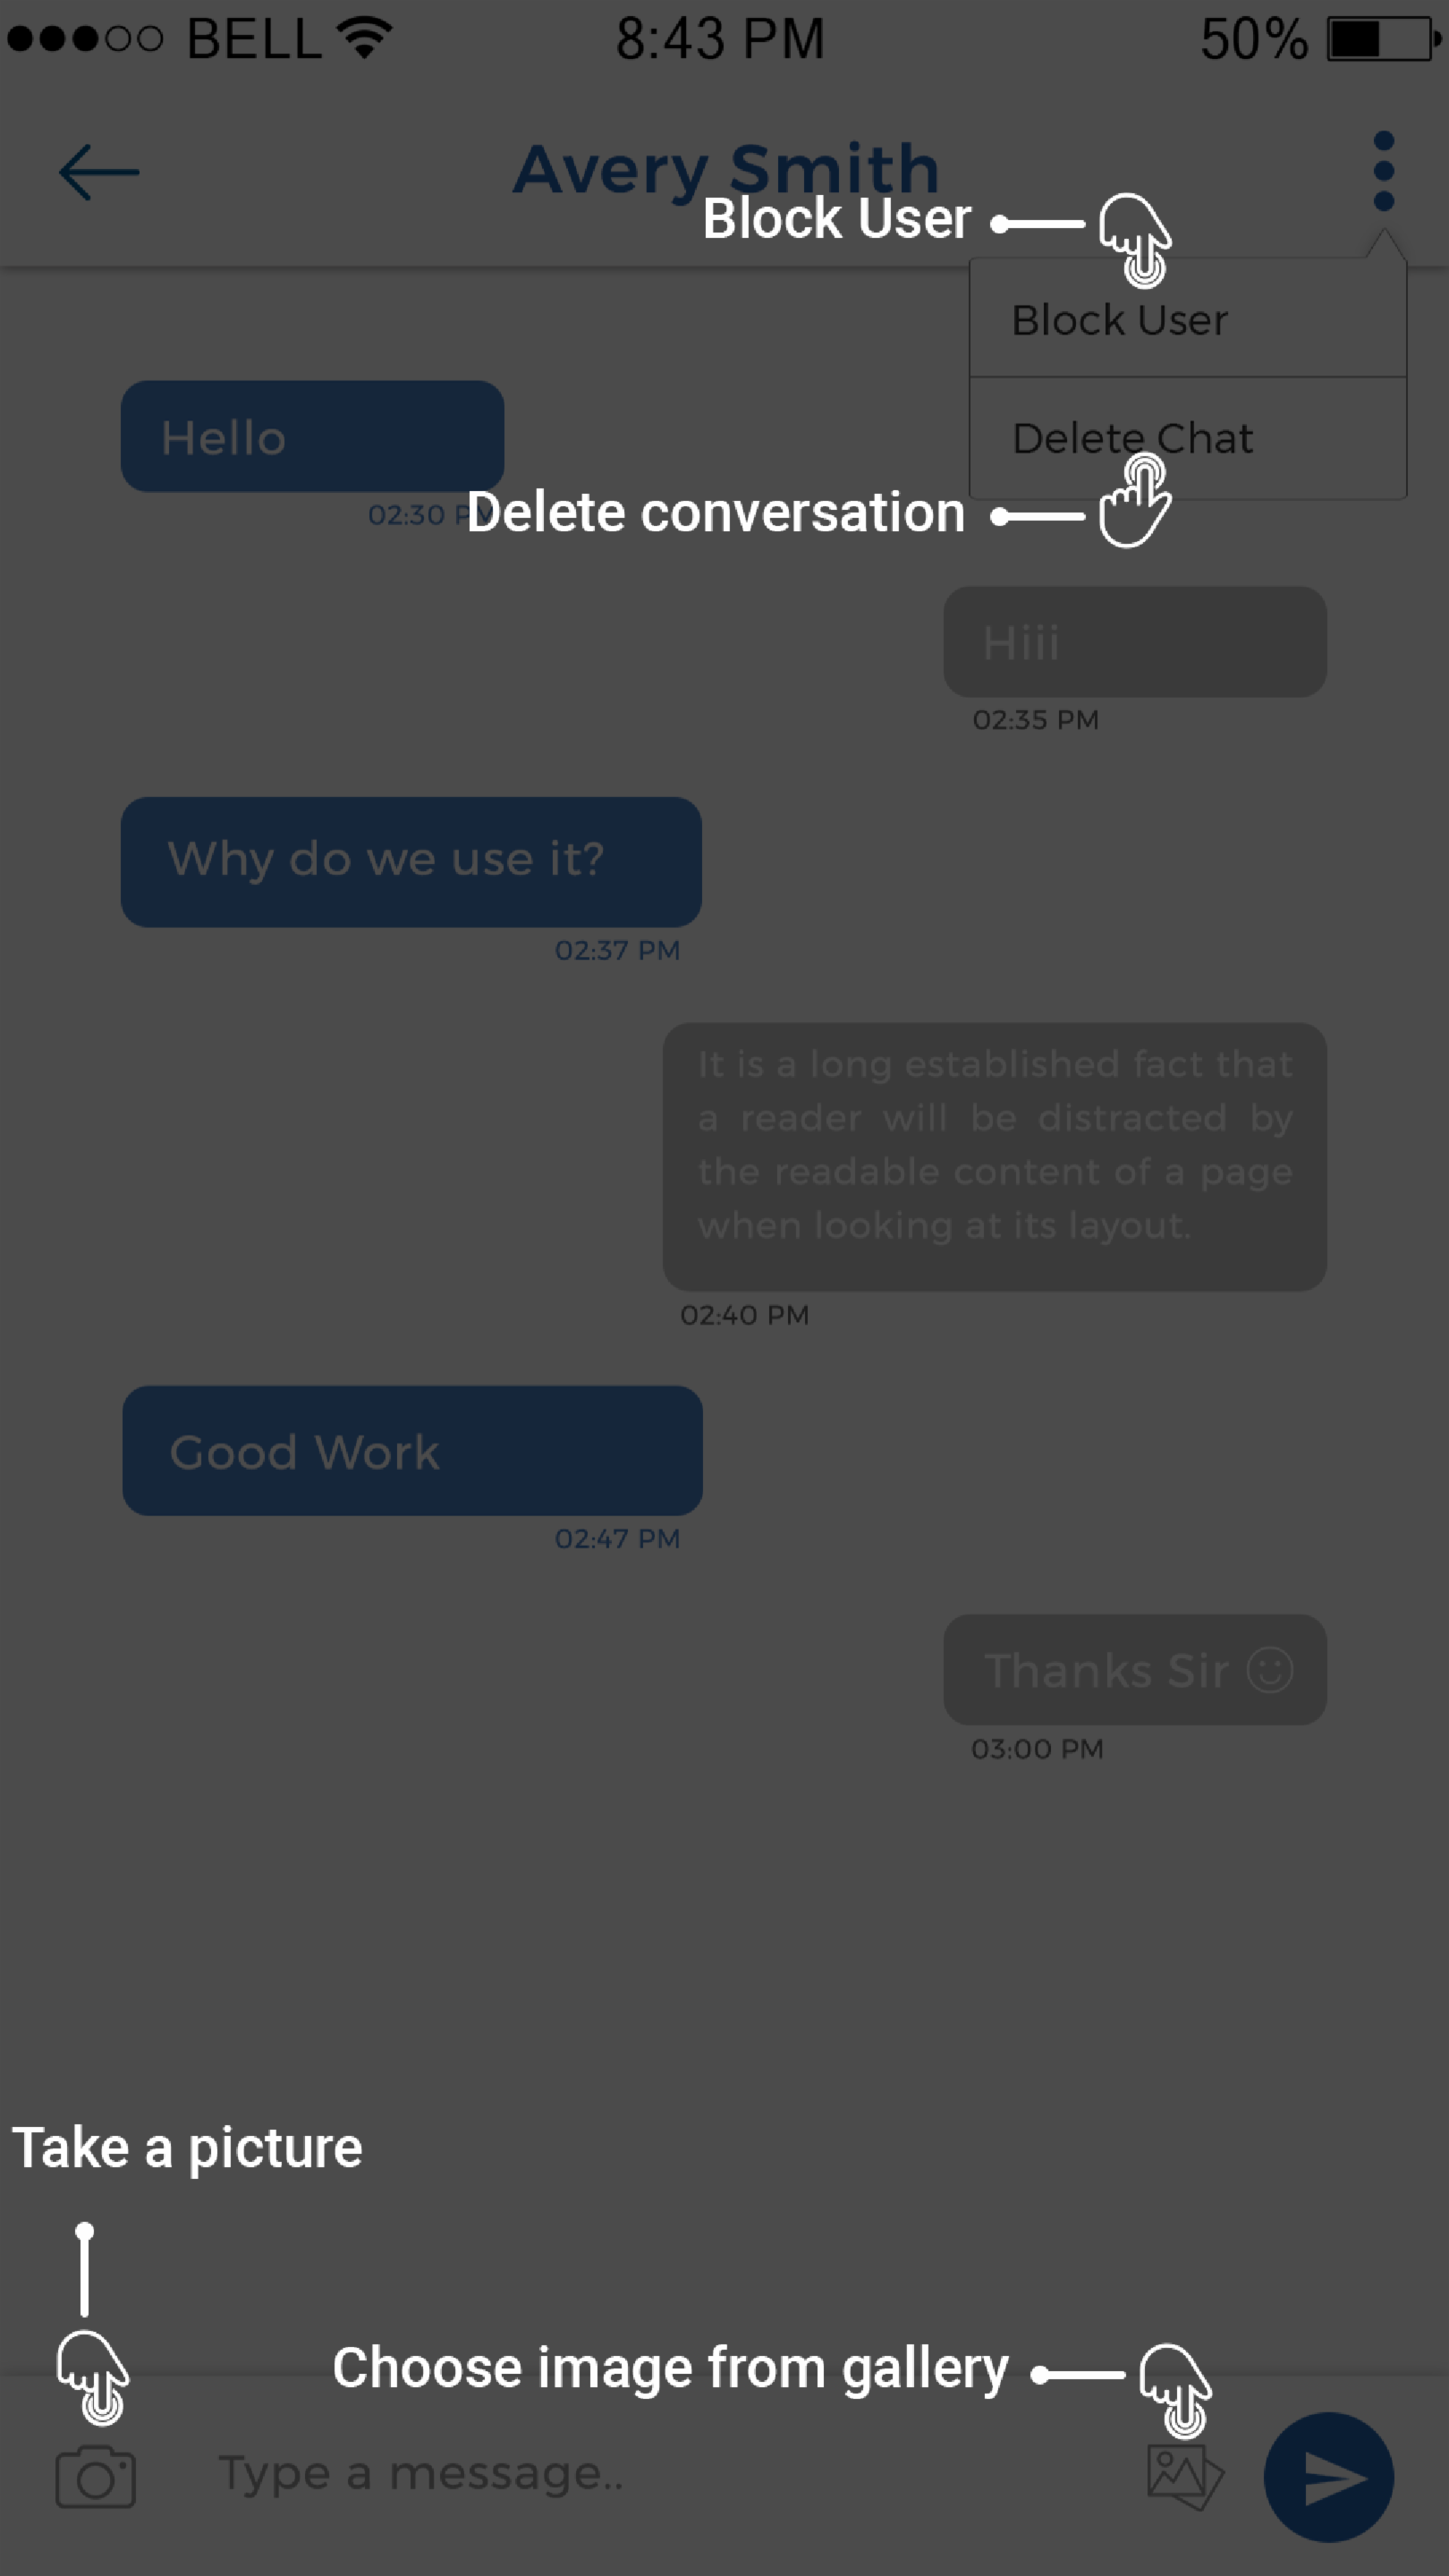 BELL 8:43 PM 50%
Avery Smith
Block User
Block User
Delete Chat
Hello
02:30 PM
Delete conversation
Hiii
02:35 PM
Why do we use it?
02:37 PM
It is a long established fact that
a reader will be distracted by
the readable content of a page
when looking at its layout.
02:40 PM
Good Work
02:47 PM
Thanks Sir
03:00 PM
Take a picture
Choose image from gallery
Type a message..